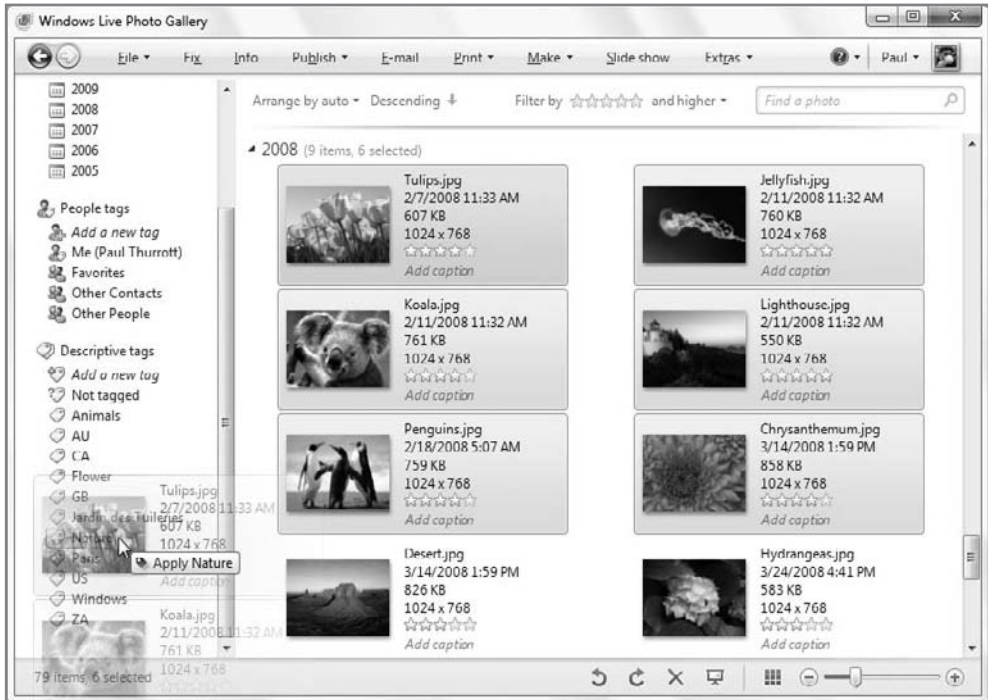 Windows Live Photo Gallery
File Fix Info Publish E-mail Print Make Slide show Extras Paul
2009
2008
2007
2006
2005
People tags
Add a new tag
Me (Paul Thurrott)
Favorites
Other Contacts
Other People
Descriptive tags
Add a new tag
Not tagged
Animals
AU
CA
Flower
GB
Jardin des Tuileries
Nature
Paris
US
Windows
ZA
Tulips.jpg
2/7/2008 11:33 AM
607 KB
1024 x 768
Apply Nature
Add caption
Koala.jpg
2/11/2008 11:32 AM
761 KB
1024 x 768
79 items, 6 selected
Arrange by auto Descending Filter by and higher Find a photo
2008 (9 items, 6 selected)
Tulips.jpg
2/7/2008 11:33 AM
607 KB
1024 x 768
Add caption
Jellyfish.jpg
2/11/2008 11:32 AM
760 KB
1024 x 768
Add caption
Koala.jpg
2/11/2008 11:32 AM
761 KB
1024 x 768
Add caption
Lighthouse.jpg
2/11/2008 11:32 AM
550 KB
1024 x 768
Add caption
Penguins.jpg
2/18/2008 5:07 AM
759 KB
1024 x 768
Add caption
Chrysanthemum.jpg
3/14/2008 1:59 PM
858 KB
1024 x 768
Add caption
Desert.jpg
3/14/2008 1:59 PM
826 KB
1024 x 768
Add caption
Hydrangeas.jpg
3/24/2008 4:41 PM
583 KB
1024 x 768
Add caption